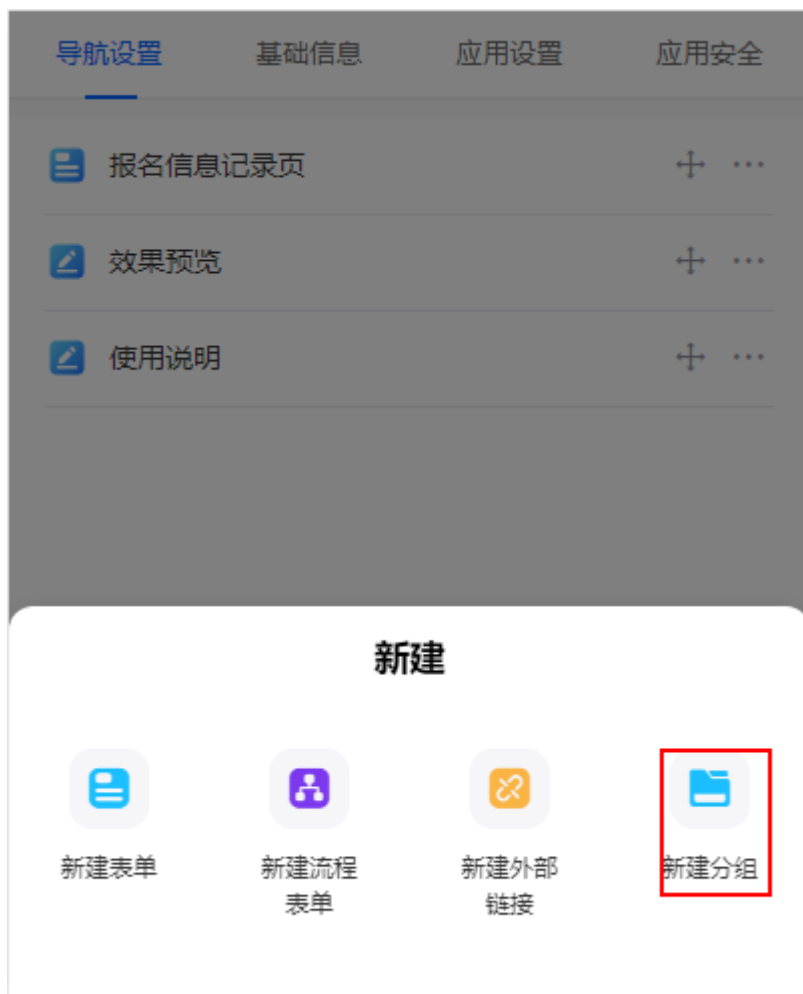 导航设置 基础信息 应用设置 应用安全
报名信息记录页
效果预览
使用说明
新建
新建表单 新建流程 新建外部 新建分组
表单 链接